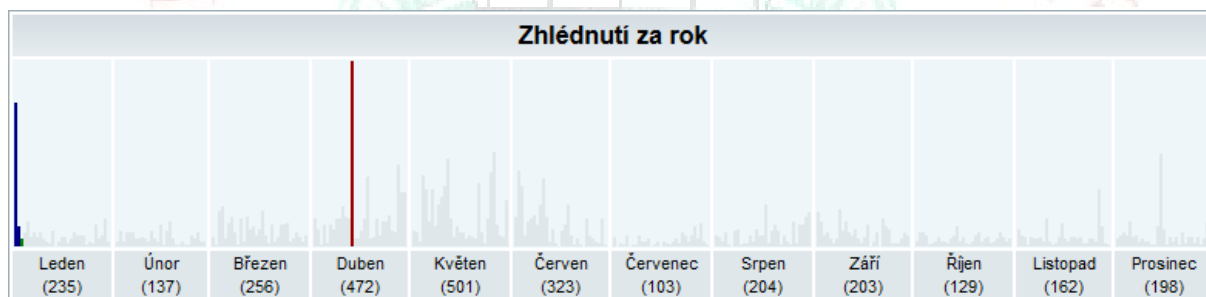 Zhlédnutí za rok
Leden Únor Březen Duben Květen Červen Červenec Srpen Září Říjen Listopad Prosinec
(235) (137) (256) (472) (501) (323) (103) (204) (203) (129) (162) (198)